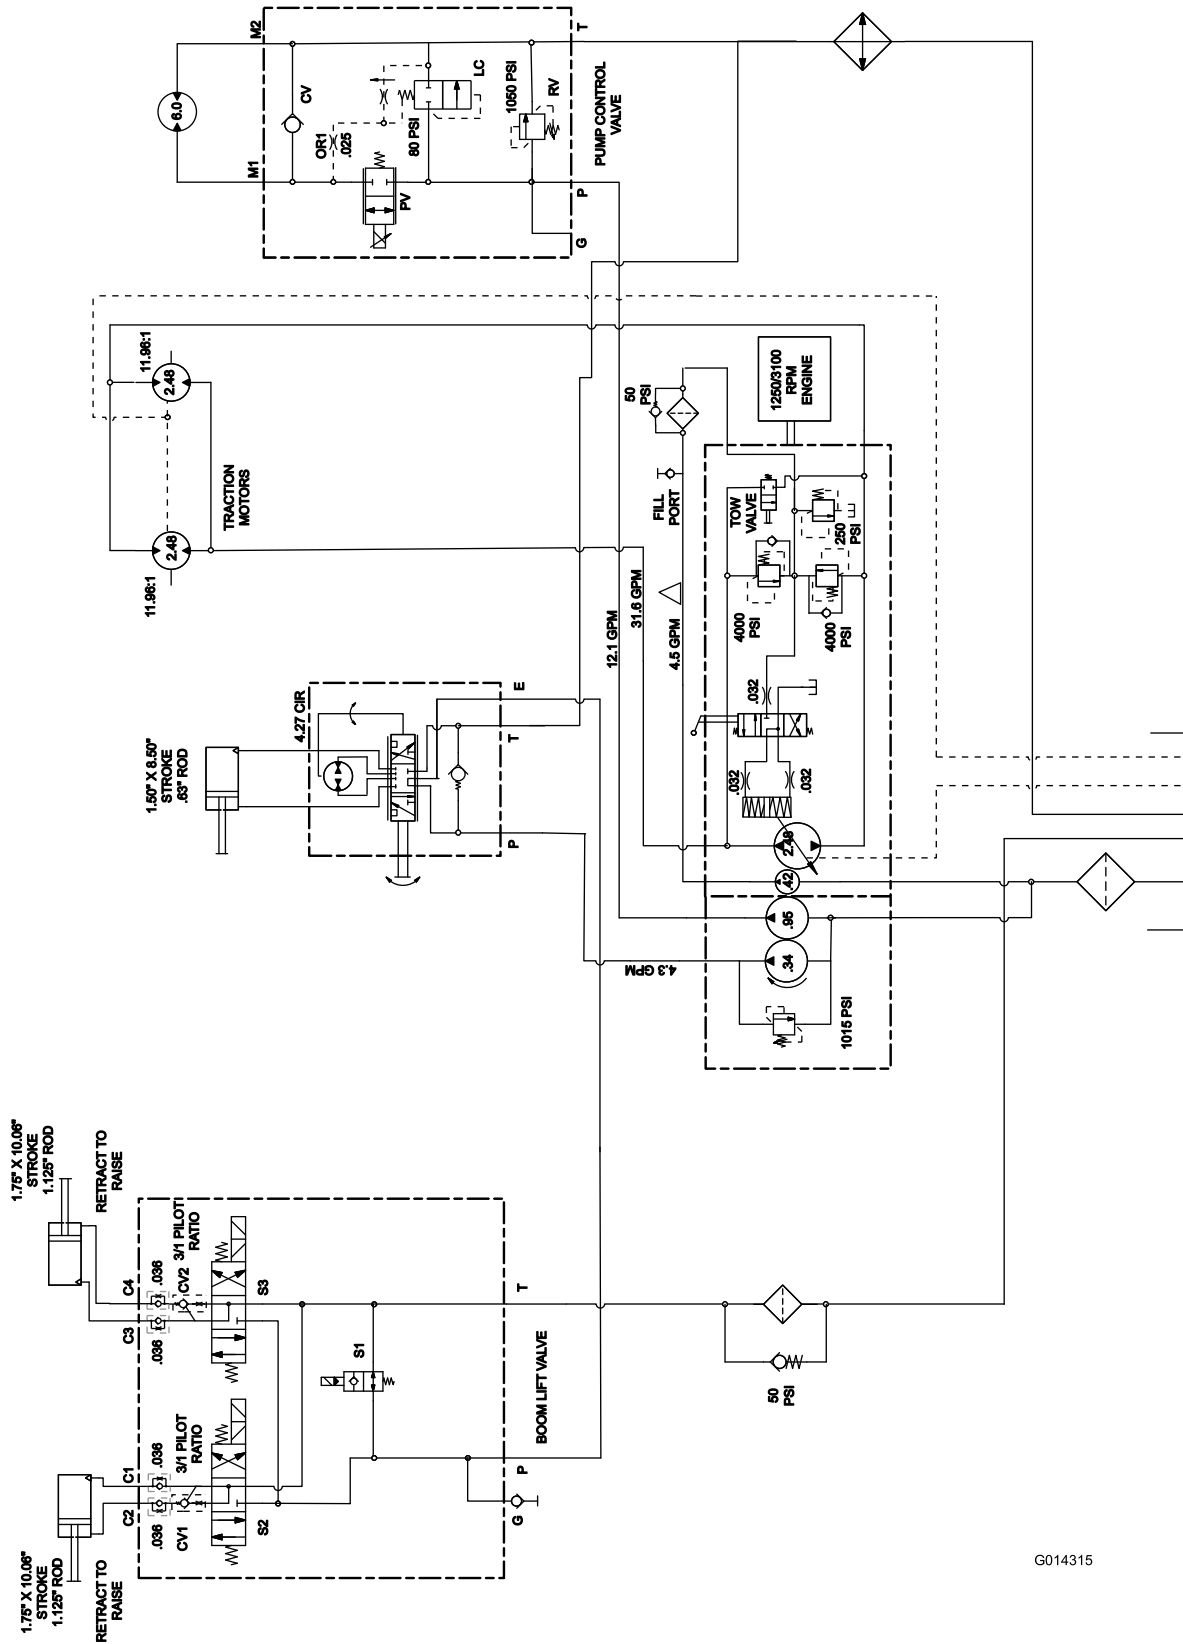 M2
T
CV
LC
1050 PSI
RV
6.0
OR1
.025
80 PSI
PUMP CONTROL
VALVE
M1
PV
P
G
11.96:1
2.48
TRACTION
MOTORS
2.48
11.96:1
50
PSI
1250/3100
RPM
ENGINE
FILL
PORT
TOW
VALVE
250
PSI
4000
PSI
4000
PSI
12.1 GPM
31.6 GPM
4.5 GPM
.032
.032
.032
2.48
.42
.95
.34
4.3 GPM
1015 PSI
4.27 CIR
1.50" X 8.50"
STROKE
.63" ROD
E
T
P
1.75" X 10.06"
STROKE
1.125" ROD
RETRACT TO
RAISE
C4
.036
CV2
3/1 PILOT
RATIO
C3
.036
S3
T
S1
BOOM LIFT VALVE
C1
.036
3/1 PILOT
RATIO
C2
.036
CV1
S2
P
G
1.75" X 10.06"
STROKE
1.125" ROD
RETRACT TO
RAISE
50
PSI
G014315